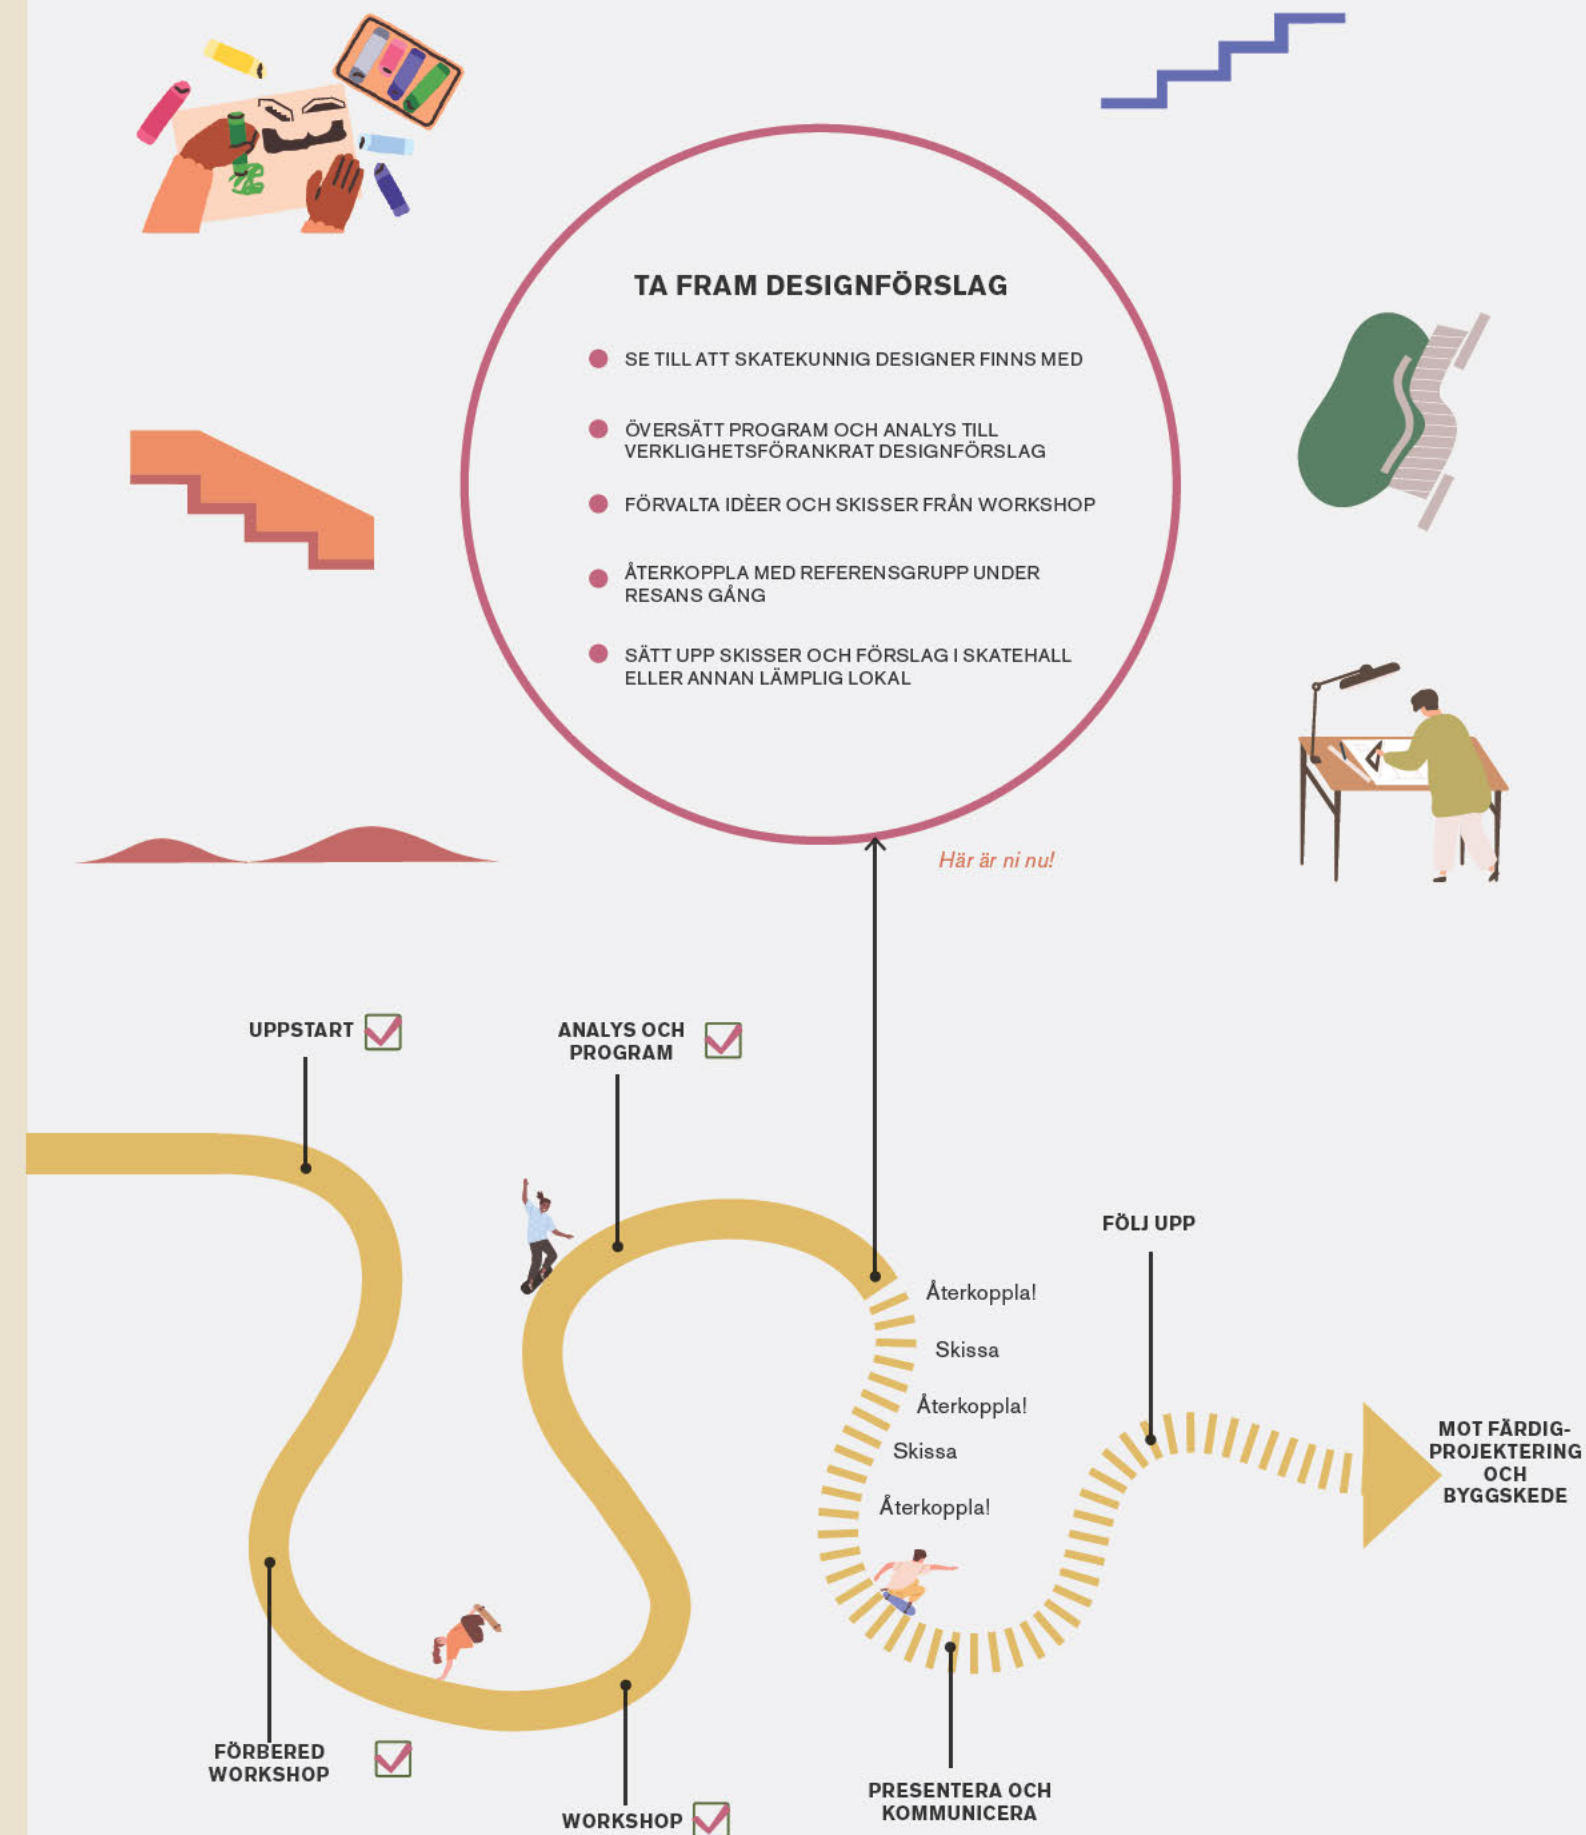 TA FRAM DESIGNFÖRSLAG
SE TILL ATT SKATEKUNNIG DESIGNER FINNS MED
ÖVERSÄTT PROGRAM OCH ANALYS TILL
VERKLIGHETSFÖRANKRAT DESIGNFÖRSLAG
FÖRVALTA IDÈER OCH SKISSER FRÅN WORKSHOP
ÅTERKOPPLA MED REFERENSGRUPP UNDER
RESANS GÅNG
SÄTT UPP SKISSER OCH FÖRSLAG I SKATEHALL
ELLER ANNAN LÄMPLIG LOKAL
Här är ni nu!
UPPSTART
ANALYS OCH
PROGRAM
FÖLJ UPP
Återkoppla!
Skissa
Återkoppla!
Skissa
Återkoppla!
MOT FÄRDIG-
PROJEKTERING
OCH
BYGGSKEDE
FÖRBERED
WORKSHOP
WORKSHOP
PRESENTERA OCH
KOMMUNICERA